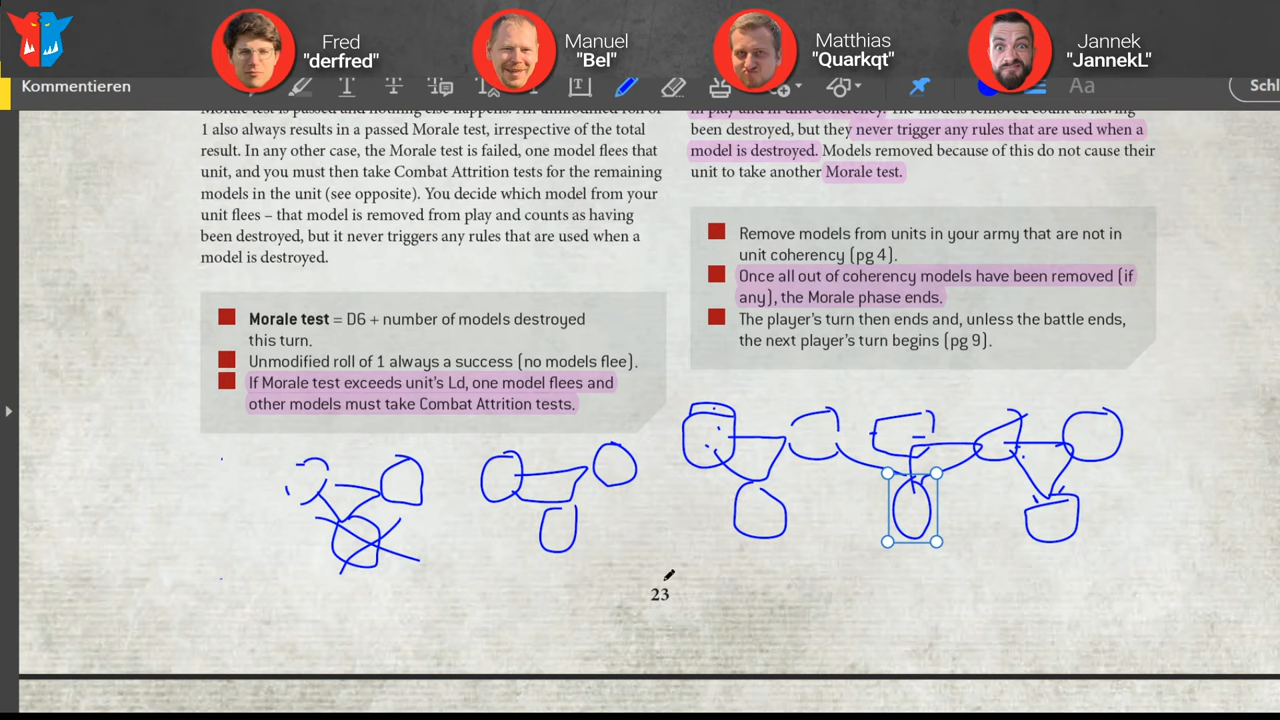 Fred
"derfred"
Manuel
"Bel"
Matthias
"Quarkqt"
Jannek
"JannekL"
Kommentieren
T
T
T
Aa
Schl
Morale test is passed and nothing else happens. An unmodified roll of
1 also always results in a passed Morale test, irrespective of the total
result. In any other case, the Morale test is failed, one model flees that
unit, and you must then take Combat Attrition tests for the remaining
models in the unit (see opposite). You decide which model from your
unit flees – that model is removed from play and counts as having
been destroyed, but it never triggers any rules that are used when a
model is destroyed.
Morale test = D6 + number of models destroyed
this turn.
Unmodified roll of 1 always a success (no models flee).
If Morale test exceeds unit's Ld, one model flees and
other models must take Combat Attrition tests.
in play and in unit coherency. The models removed count as having
been destroyed, but they never trigger any rules that are used when a
model is destroyed. Models removed because of this do not cause their
unit to take another Morale test.
Remove models from units in your army that are not in
unit coherency (pg 4).
Once all out of coherency models have been removed (if
any), the Morale phase ends.
The player's turn then ends and, unless the battle ends,
the next player's turn begins (pg 9).
23